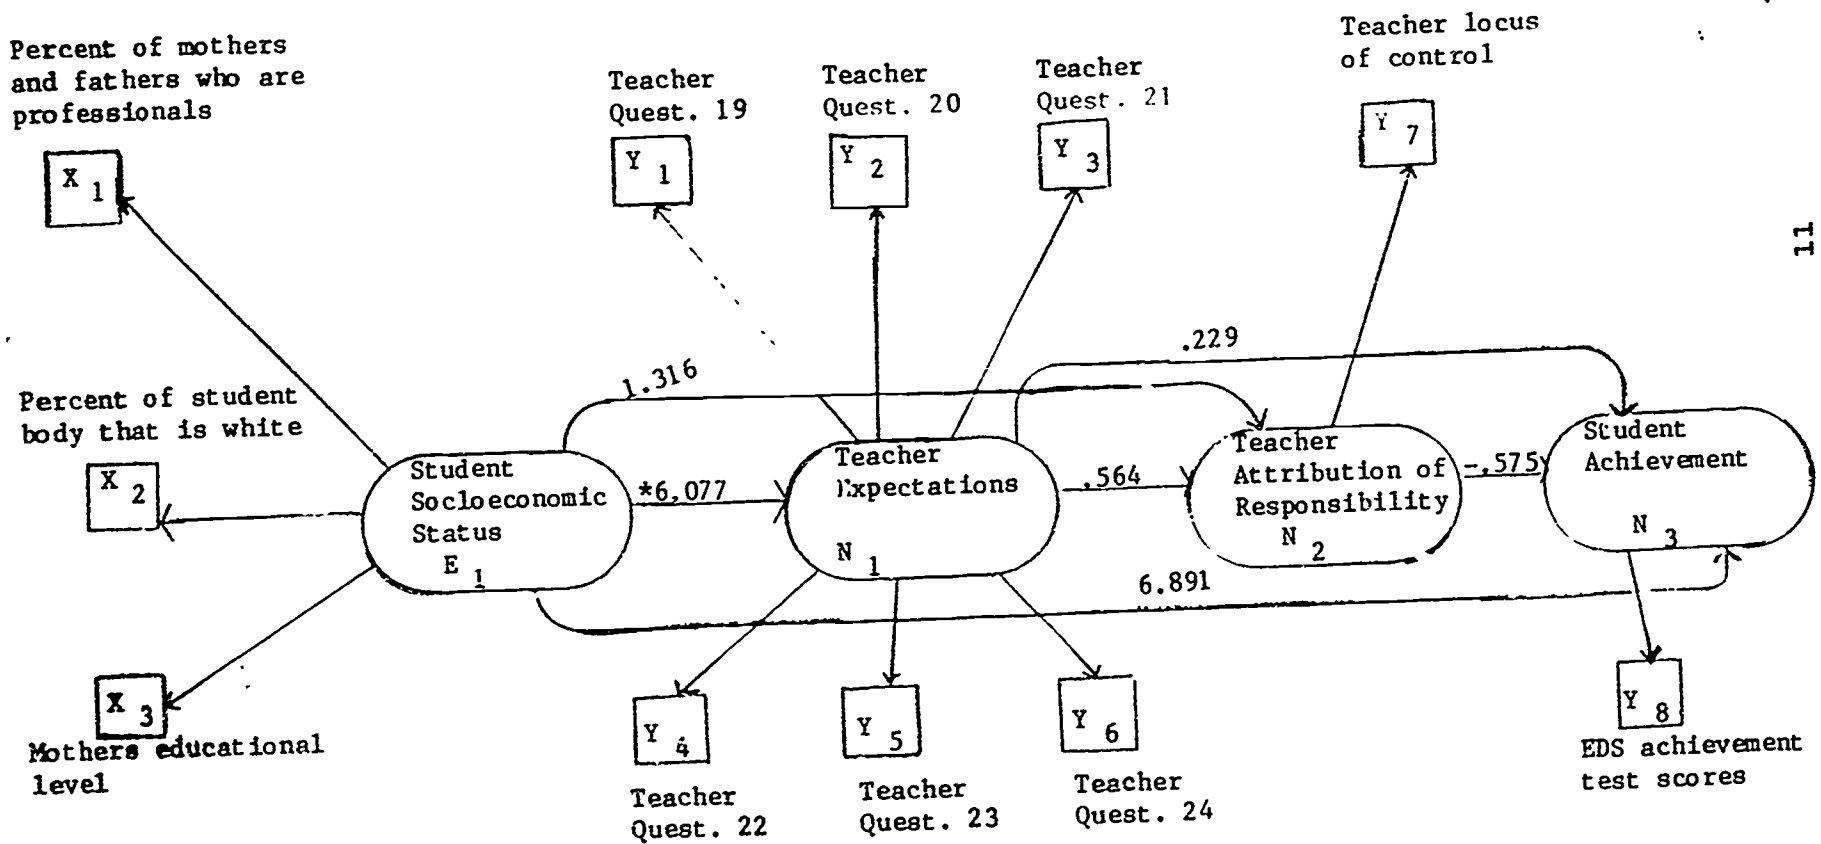 Percent of mothers
and fathers who are
professionals
X 1
Teacher
Quest. 19
Y 1
Teacher
Quest. 20
Y 2
Teacher
Quest. 21
Y 3
Teacher locus
of control
Y 7
11
.229
1.316
Percent of student
body that is white
X 2
Student
Socloeconomic
Status
E 1
*6,077
Teacher
Expectations
N 1
.564
Teacher
Attribution of
Responsibility
N 2
-.575
Student
Achievement
N 3
6.891
X 3
Mothers educational
level
Y 4
Teacher
Quest. 22
Y 5
Teacher
Quest. 23
Y 6
Teacher
Quest. 24
Y 8
EDS achievement
test scores